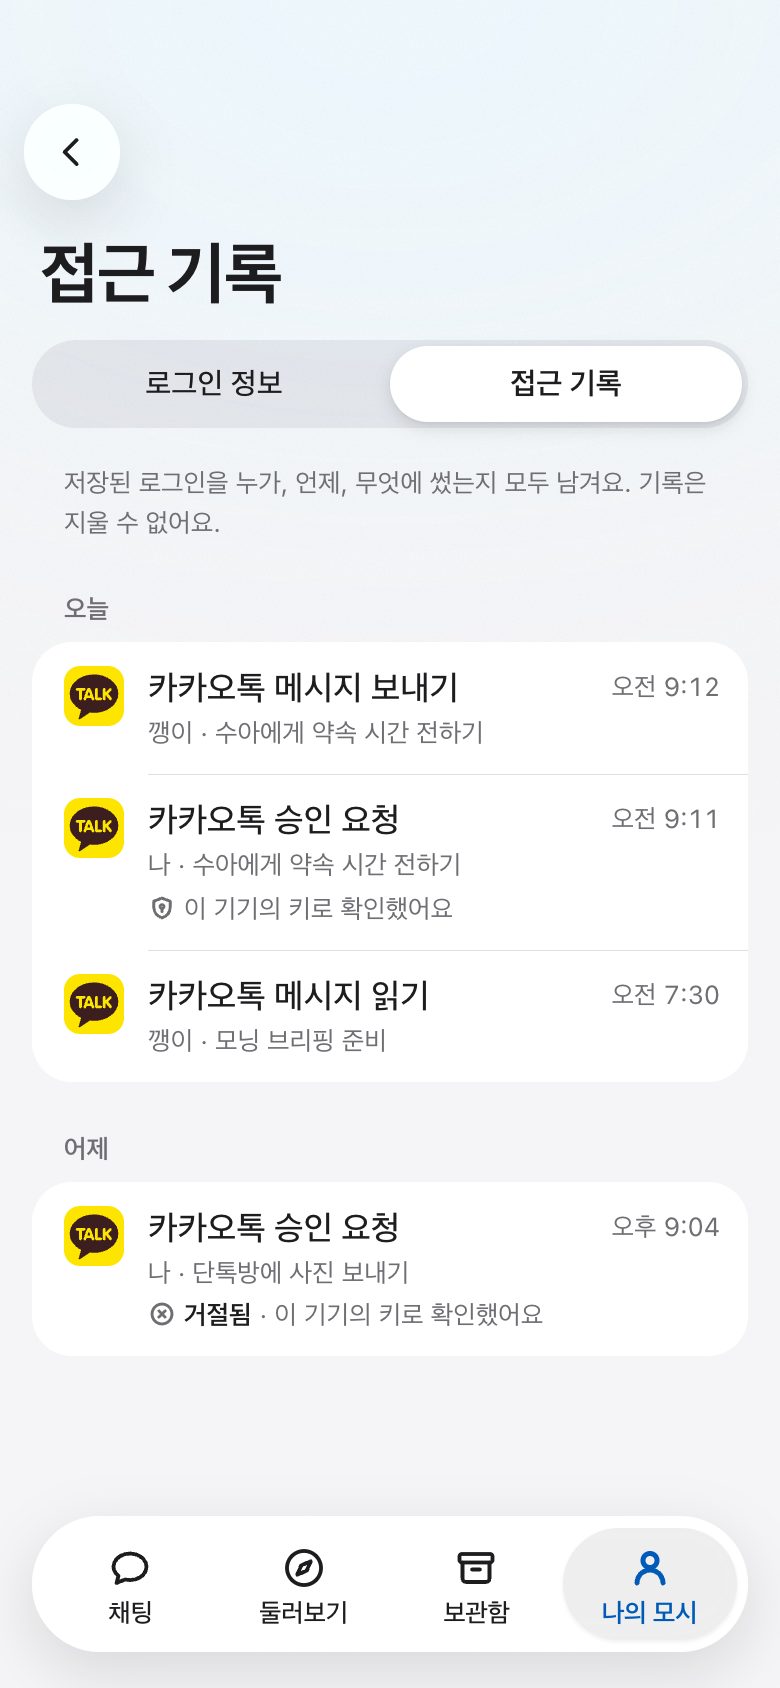 접근 기록
로그인 정보
접근 기록
저장된 로그인을 누가, 언제, 무엇에 썼는지 모두 남겨요. 기록은
지울 수 없어요.
오늘
TALK
카카오톡 메시지 보내기
오전 9:12
깽이 · 수아에게 약속 시간 전하기
TALK
카카오톡 승인 요청
오전 9:11
나 · 수아에게 약속 시간 전하기
이 기기의 키로 확인했어요
TALK
카카오톡 메시지 읽기
오전 7:30
깽이 · 모닝 브리핑 준비
어제
TALK
카카오톡 승인 요청
오후 9:04
나 · 단톡방에 사진 보내기
거절됨 · 이 기기의 키로 확인했어요
채팅
둘러보기
보관함
나의 모시